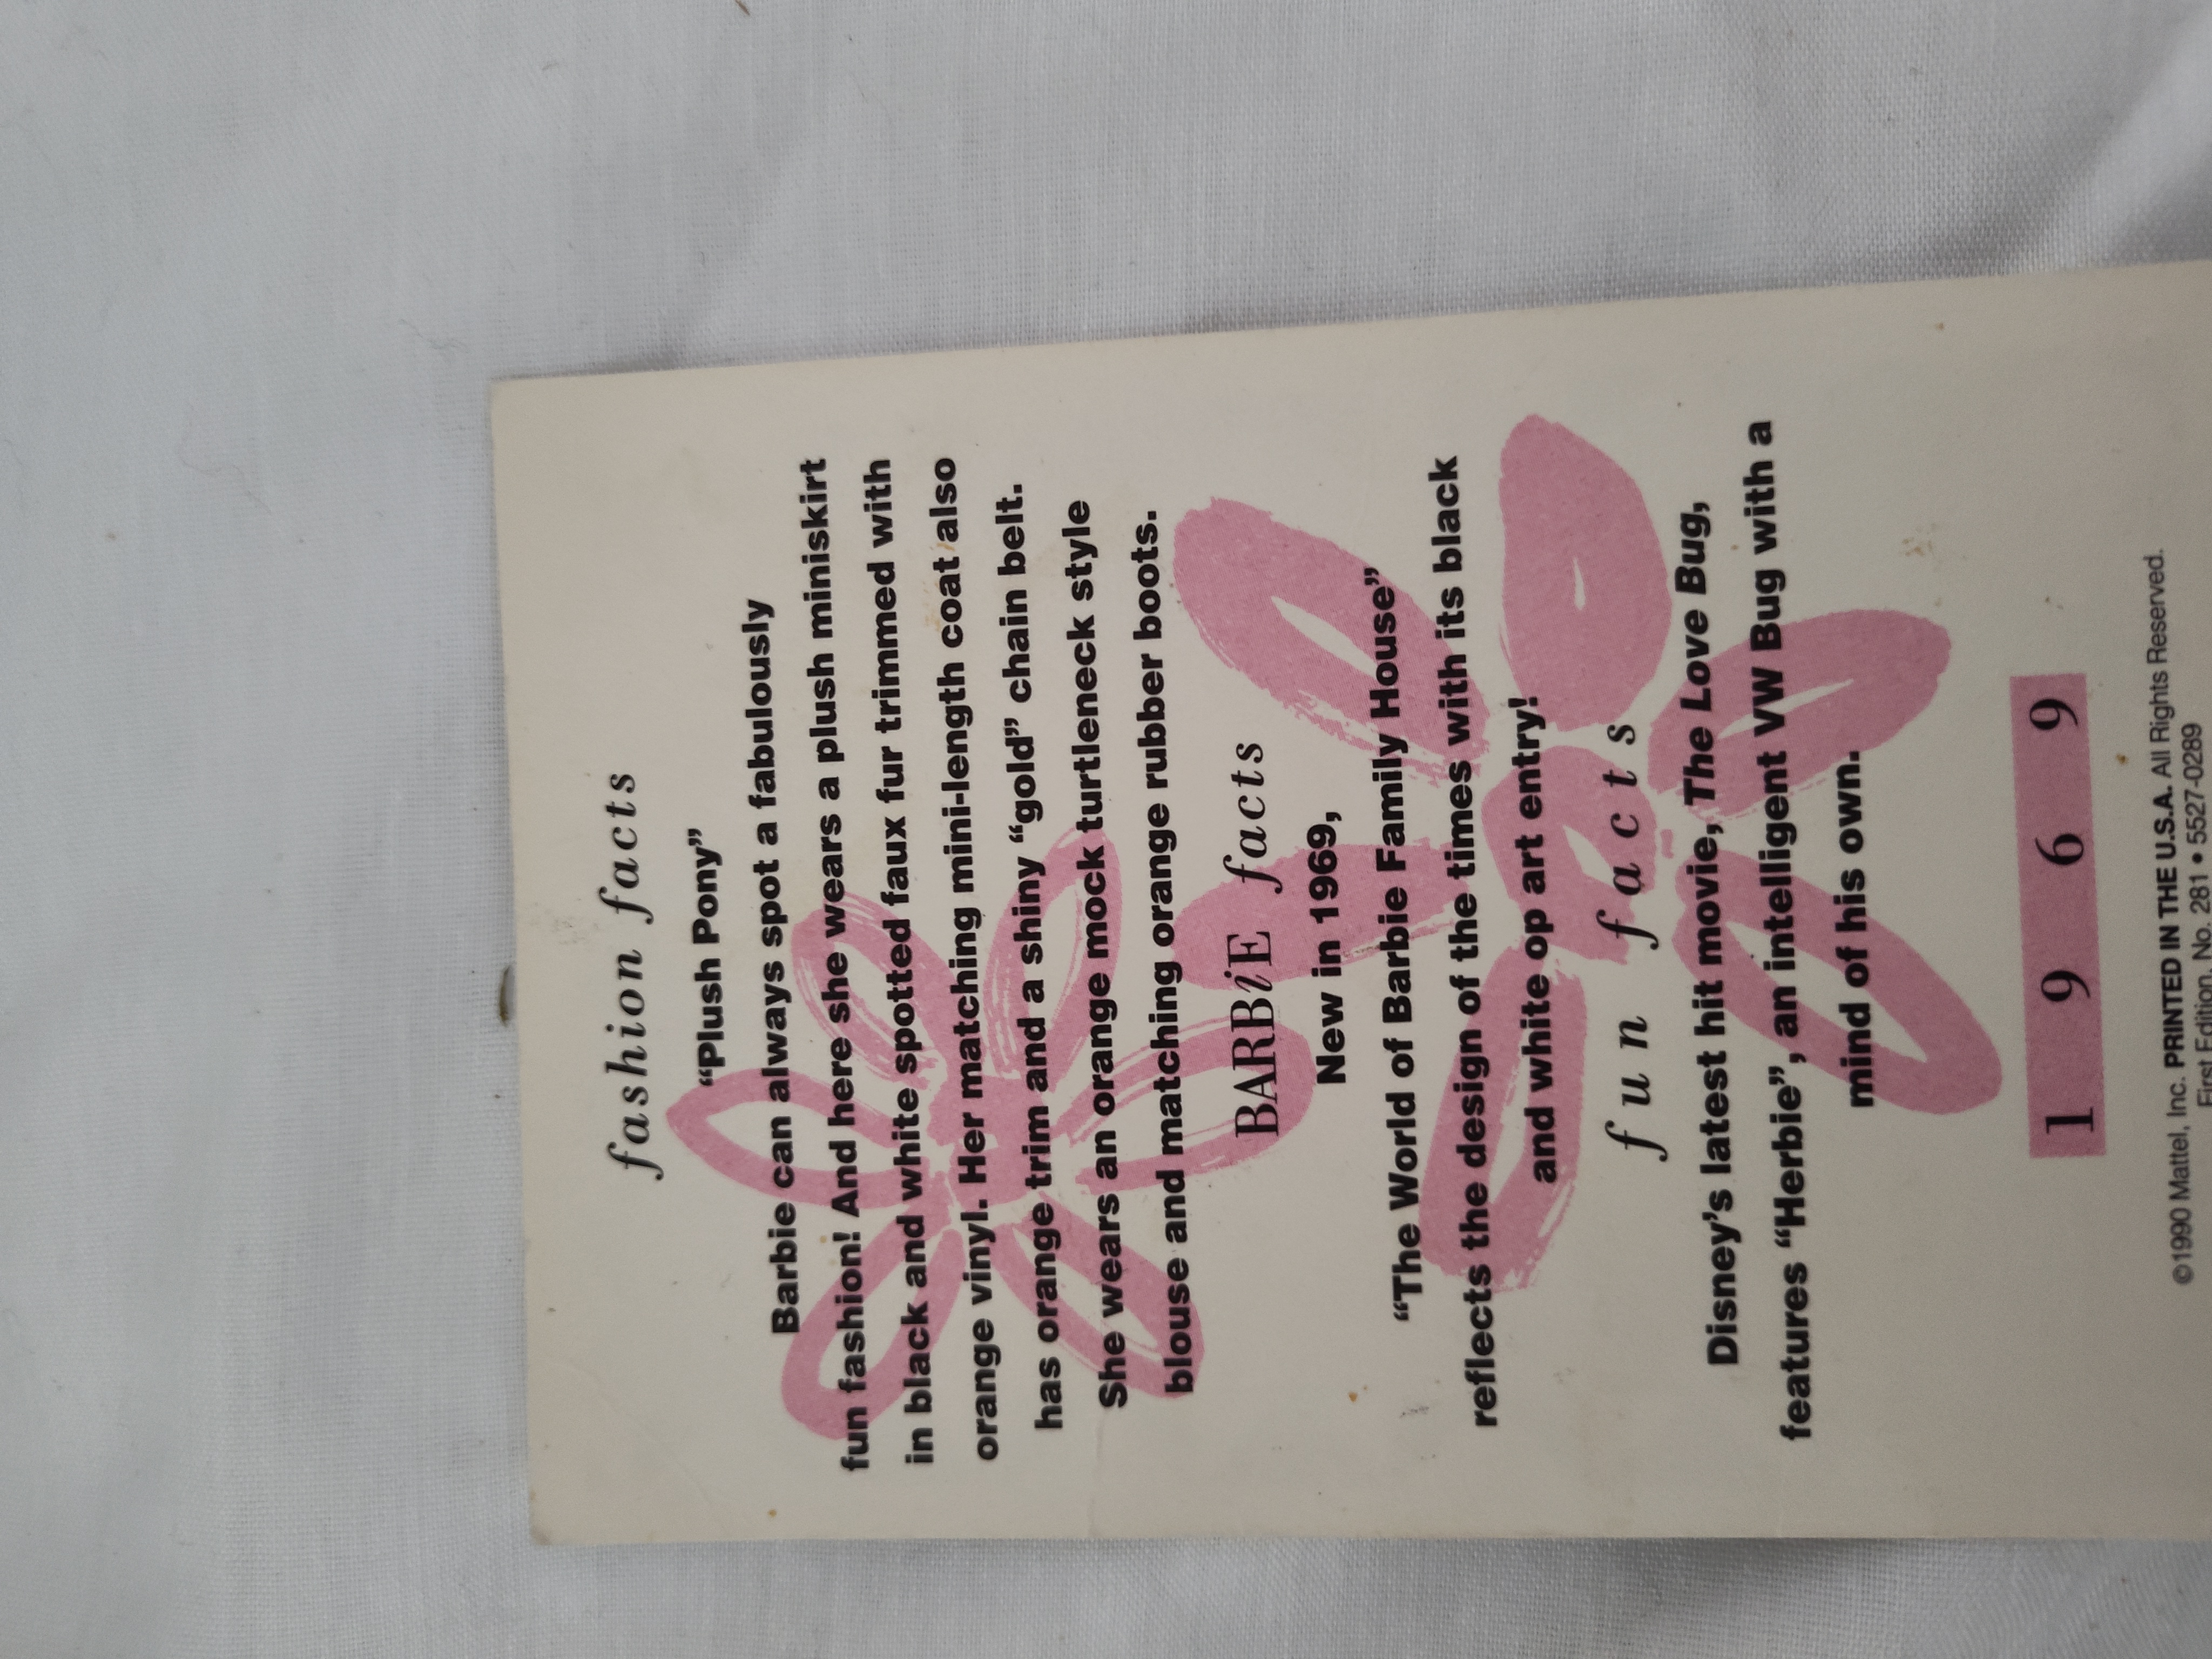 fashion facts
“Plush Pony”
Barbie can always spot a fabulously
fun fashion! And here she wears a plush miniskirt
in black and white spotted faux fur trimmed with
orange vinyl. Her matching mini-length coat also
has orange trim and a shiny “gold” chain belt.
She wears an orange mock turtleneck style
blouse and matching orange rubber boots.
BARBiE facts
New in 1969,
“The World of Barbie Family House”
reflects the design of the times with its black
and white op art entry!
fun facts
Disney’s latest hit movie, The Love Bug,
features “Herbie”, an intelligent VW Bug with a
mind of his own.
1969
©1990 Mattel, Inc. PRINTED IN THE U.S.A. All Rights Reserved.
First Edition, No. 281 • 5527-0289